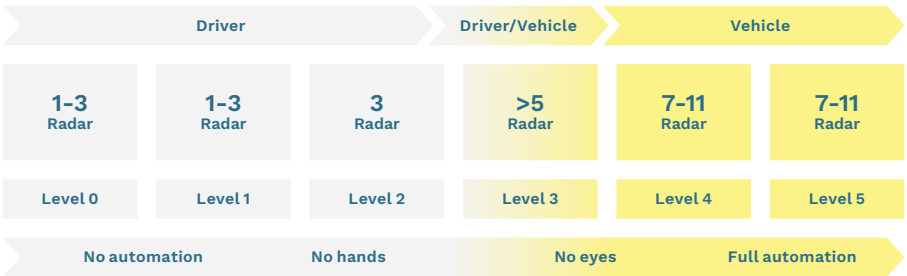 Driver Driver/Vehicle Vehicle
1-3 1-3 3 >5 7-11 7-11
Radar Radar Radar Radar Radar Radar
Level 0 Level 1 Level 2 Level 3 Level 4 Level 5
No automation No hands No eyes Full automation